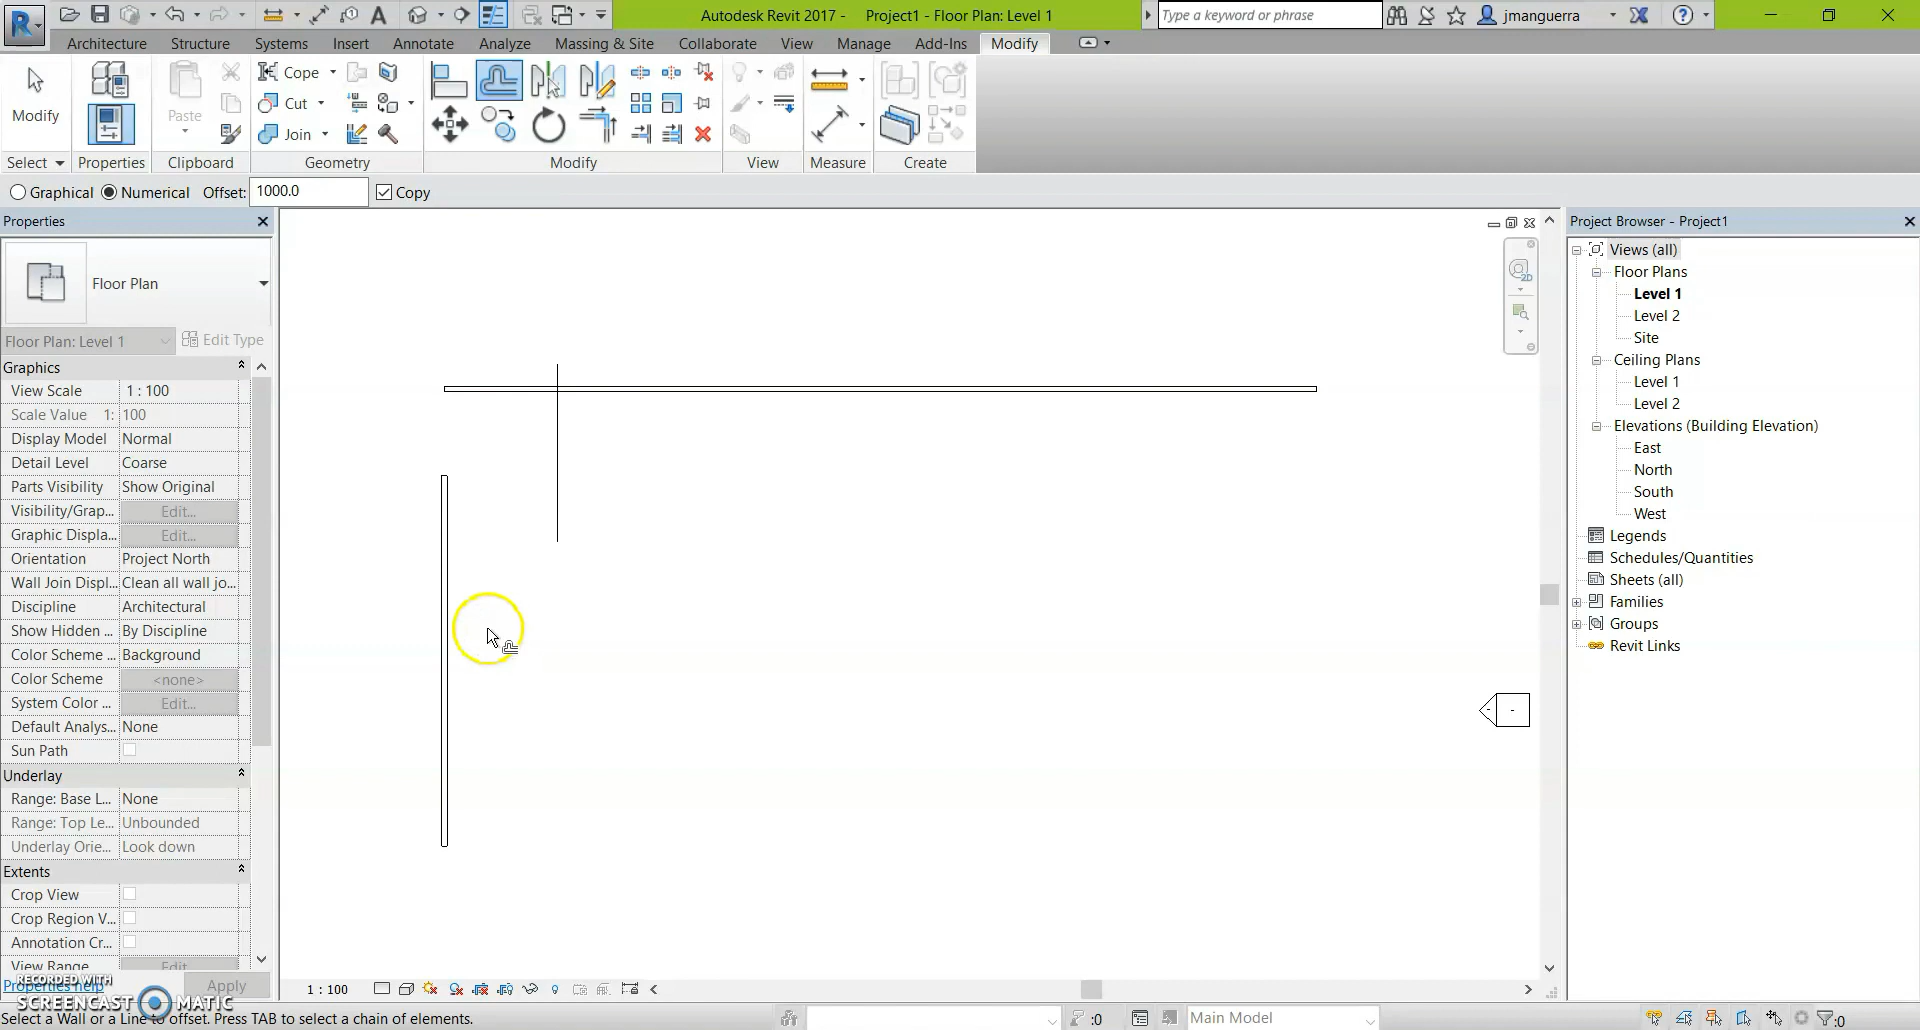 Autodesk Revit 2017 - Project1 - Floor Plan: Level 1
Type a keyword or phrase
jmanguerra
Architecture Structure Systems Insert Annotate Analyze Massing & Site Collaborate View Manage Add-Ins Modify
Cope
Cut
Join
Modify
Paste
Select Properties Clipboard Geometry Modify View Measure Create
Graphical Numerical Offset: 1000.0 Copy
Properties
Floor Plan
Floor Plan: Level 1 Edit Type
Graphics
View Scale 1 : 100
Scale Value 1: 100
Display Model Normal
Detail Level Coarse
Parts Visibility Show Original
Visibility/Grap... Edit...
Graphic Displa... Edit...
Orientation Project North
Wall Join Displ... Clean all wall jo...
Discipline Architectural
Show Hidden ... By Discipline
Color Scheme ... Background
Color Scheme <none>
System Color ... Edit...
Default Analys... None
Sun Path
Underlay
Range: Base L... None
Range: Top Le... Unbounded
Underlay Orie... Look down
Extents
Crop View
Crop Region V...
Annotation Cr...
View Range Edit...
Properties help Apply
RECORDED WITH
SCREENCAST MATIC
1 : 100
Select a Wall or a Line to offset. Press TAB to select a chain of elements.
:0
Main Model
:0
Project Browser - Project1
Views (all)
Floor Plans
Level 1
Level 2
Site
Ceiling Plans
Level 1
Level 2
Elevations (Building Elevation)
East
North
South
West
Legends
Schedules/Quantities
Sheets (all)
Families
Groups
Revit Links